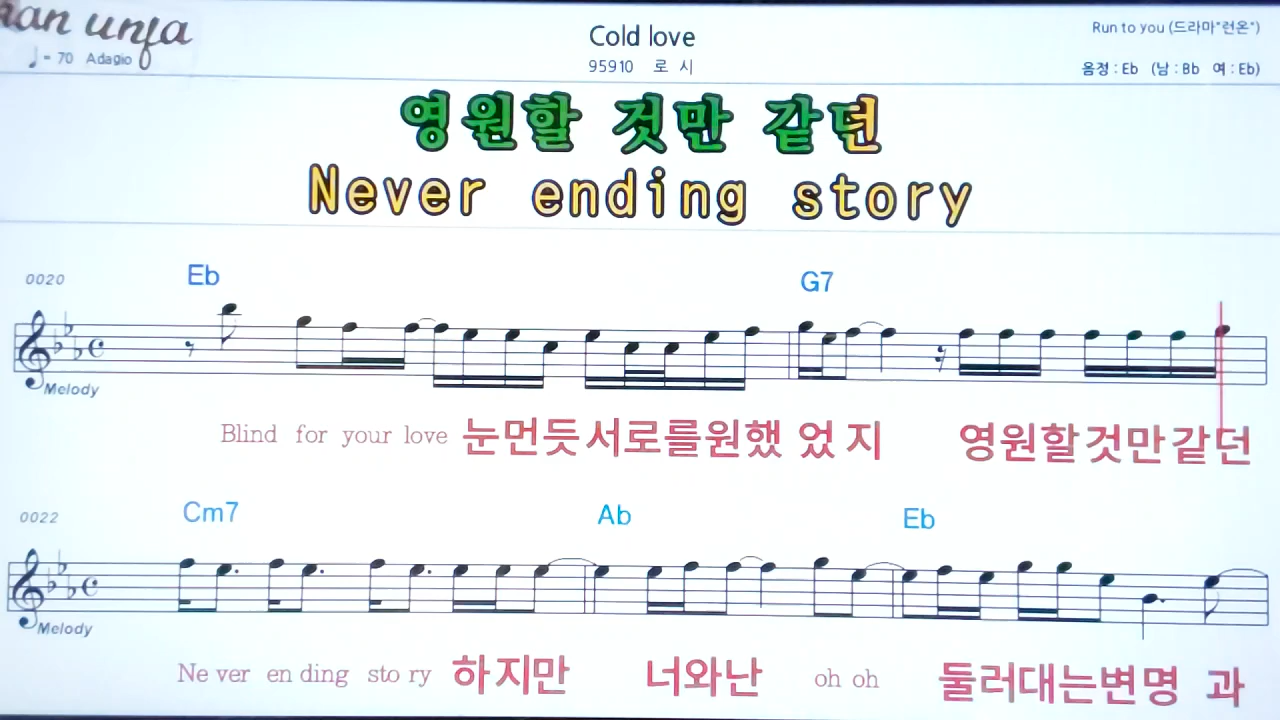 Cold love
Run to you (드라마"런온")
♩= 70 Adagio
95910 로 시
음정 : Eb (남 : Bb 여 : Eb)
영원할 것만 같던
Never ending story
0020 Eb G7
Melody
Blind for your love 눈먼듯서로를원했 었 지 영원할것만같던
0022 Cm7 Ab Eb
Melody
Ne ver en ding sto ry 하지만 너와난 oh oh 둘러대는변명 과